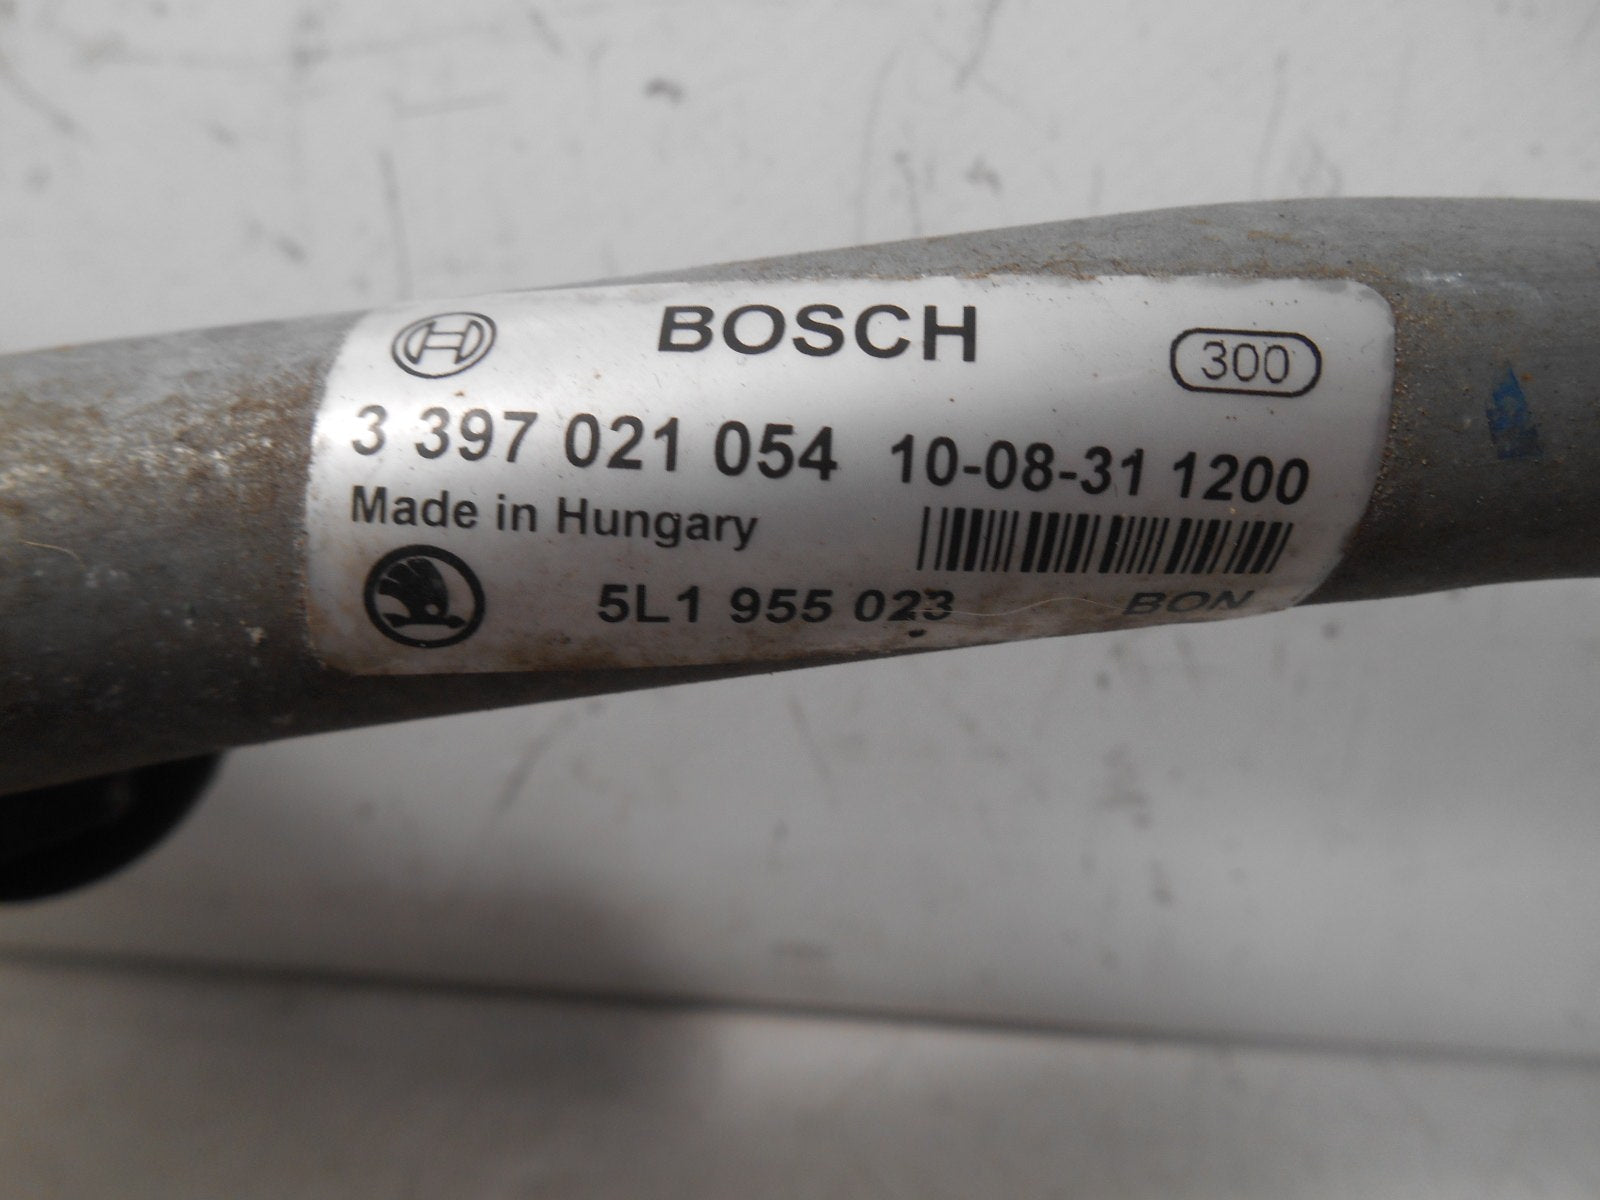 BOSCH 300
3 397 021 054 10-08-31 1200
Made in Hungary
5L1 955 023 BON